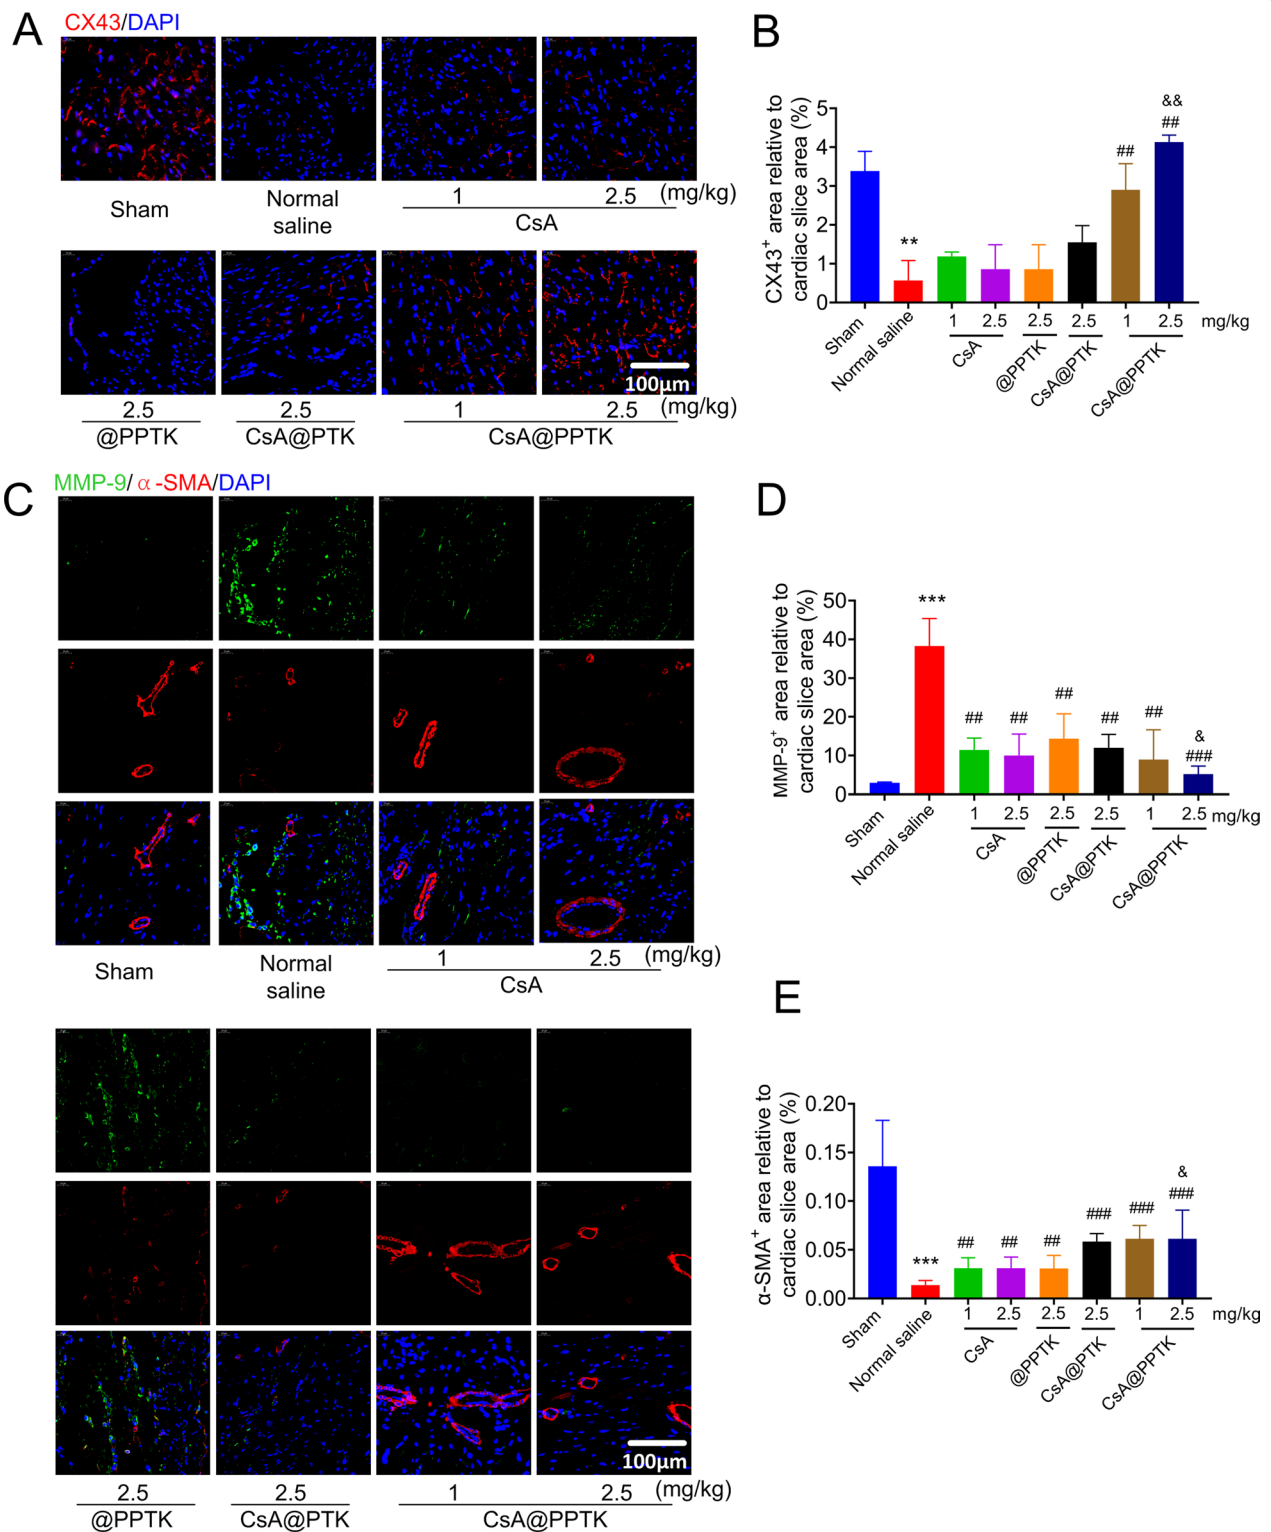 A
CX43/DAPI
Sham
Normal
saline
1
2.5
(mg/kg)
CsA
100μm
2.5
2.5
1
2.5
(mg/kg)
@PPTK
CsA@PTK
CsA@PPTK
B
CX43+ area relative to
cardiac slice area (%)
5
4
3
2
1
0
**
##
&&
##
1
2.5
2.5
2.5
1
2.5
mg/kg
Sham
Normal saline
CsA
@PPTK
CsA@PTK
CsA@PPTK
C
MMP-9/α-SMA/DAPI
Sham
Normal
saline
1
2.5
(mg/kg)
CsA
100μm
2.5
2.5
1
2.5
(mg/kg)
@PPTK
CsA@PTK
CsA@PPTK
D
MMP-9+ area relative to
cardiac slice area (%)
50
40
30
20
10
0
***
##
##
##
##
##
&
###
1
2.5
2.5
2.5
1
2.5
mg/kg
Sham
Normal saline
CsA
@PPTK
CsA@PTK
CsA@PPTK
E
α-SMA+ area relative to
cardiac slice area (%)
0.20
0.15
0.10
0.05
0.00
***
##
##
##
###
###
&
###
1
2.5
2.5
2.5
1
2.5
mg/kg
Sham
Normal saline
CsA
@PPTK
CsA@PTK
CsA@PPTK